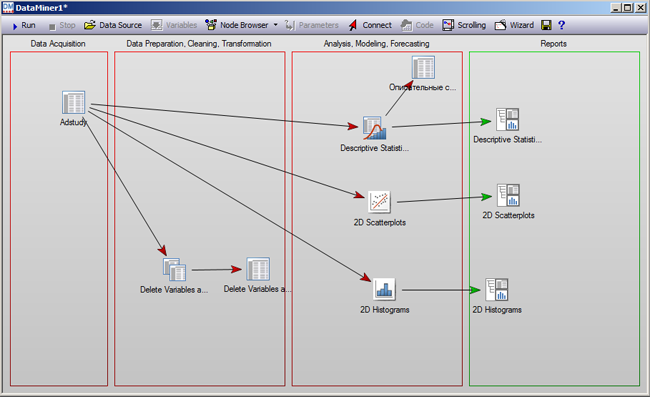 DM DataMiner1*
Run Stop Data Source Variables Node Browser Parameters Connect Code Scrolling Wizard ?
Data Acquisition Data Preparation, Cleaning, Transformation Analysis, Modeling, Forecasting Reports
Описательные с...
Adstudy
Descriptive Statisti... Descriptive Statisti...
2D Scatterplots 2D Scatterplots
Delete Variables a... Delete Variables a...
2D Histograms 2D Histograms